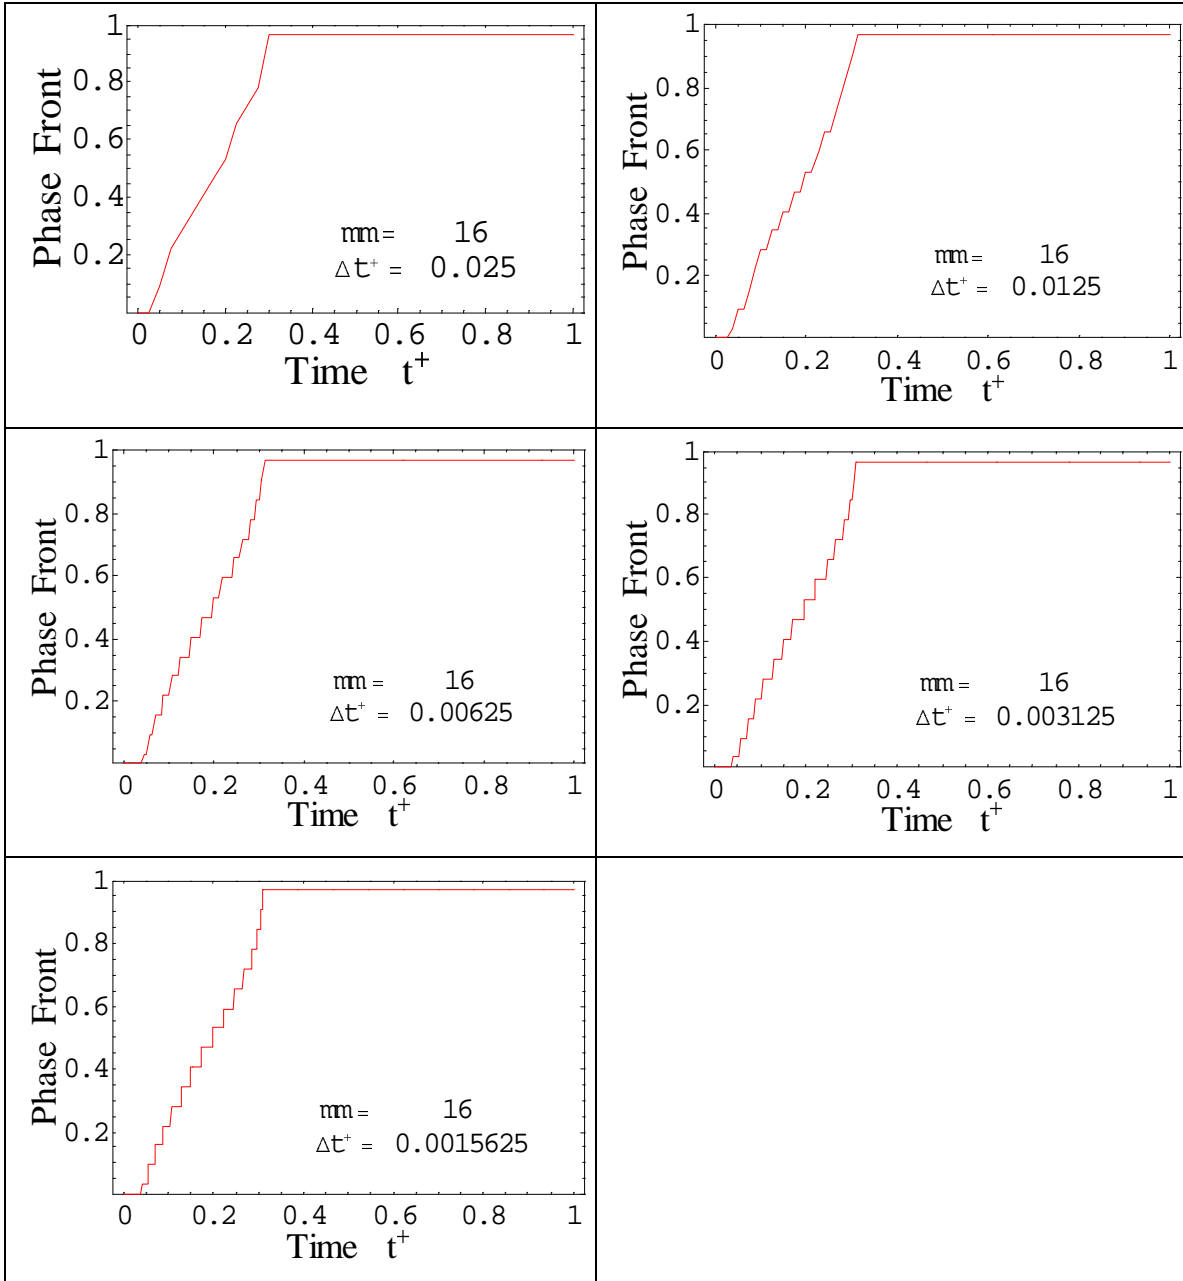 1
0.8
0.6
0.4
0.2
Phase Front
mm = 16
Δt⁺ = 0.025
0 0.2 0.4 0.6 0.8 1
Time t⁺
1
0.8
0.6
0.4
0.2
Phase Front
mm = 16
Δt⁺ = 0.0125
0 0.2 0.4 0.6 0.8 1
Time t⁺
1
0.8
0.6
0.4
0.2
Phase Front
mm = 16
Δt⁺ = 0.00625
0 0.2 0.4 0.6 0.8 1
Time t⁺
1
0.8
0.6
0.4
0.2
Phase Front
mm = 16
Δt⁺ = 0.003125
0 0.2 0.4 0.6 0.8 1
Time t⁺
1
0.8
0.6
0.4
0.2
Phase Front
mm = 16
Δt⁺ = 0.0015625
0 0.2 0.4 0.6 0.8 1
Time t⁺